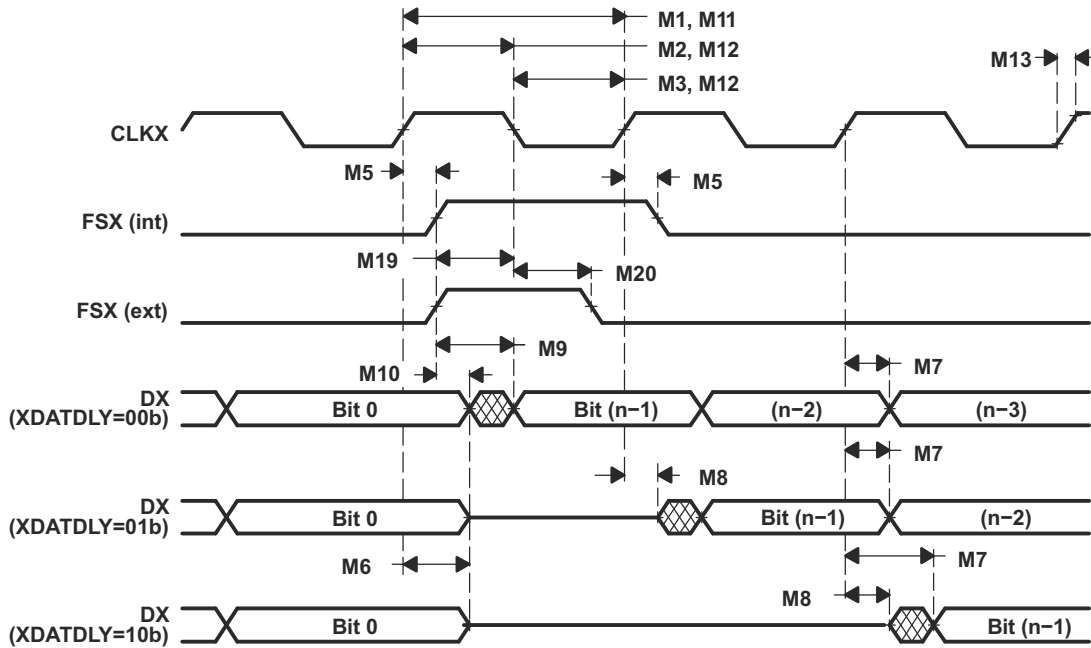 M1, M11
M2, M12
M13
M3, M12
CLKX
M5
M5
FSX (int)
M19
M20
FSX (ext)
M9
M10
M7
DX
(XDATDLY=00b)
Bit 0
Bit (n−1)
(n−2)
(n−3)
M7
M8
DX
(XDATDLY=01b)
Bit 0
Bit (n−1)
(n−2)
M6
M7
M8
DX
(XDATDLY=10b)
Bit 0
Bit (n−1)